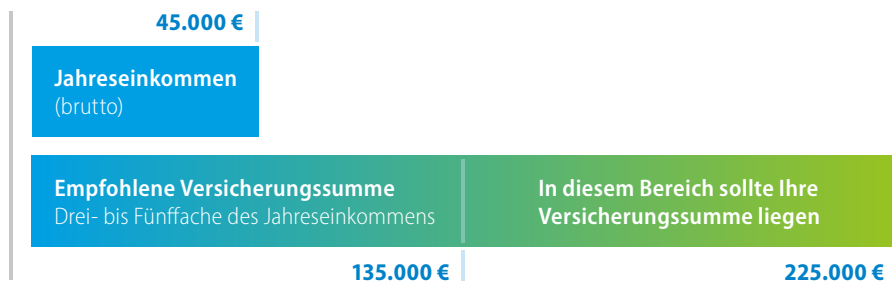 45.000 €
Jahreseinkommen
(brutto)
Empfohlene Versicherungssumme
Drei- bis Fünffache des Jahreseinkommens
In diesem Bereich sollte Ihre
Versicherungssumme liegen
135.000 €
225.000 €